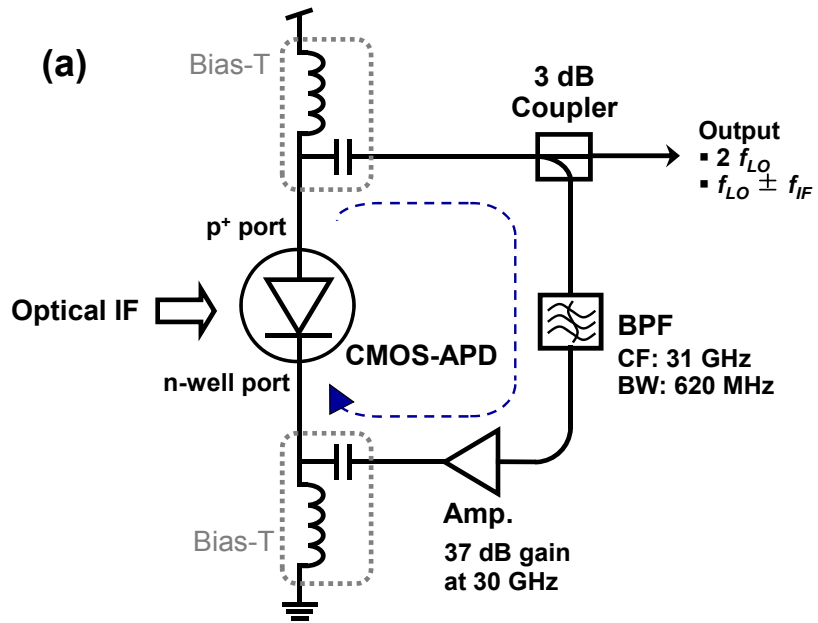 (a)
Bias-T
3 dB
Coupler
Output
▪ 2 f_LO
▪ f_LO ± f_IF
p+ port
Optical IF
CMOS-APD
BPF
CF: 31 GHz
BW: 620 MHz
n-well port
Bias-T
Amp.
37 dB gain
at 30 GHz